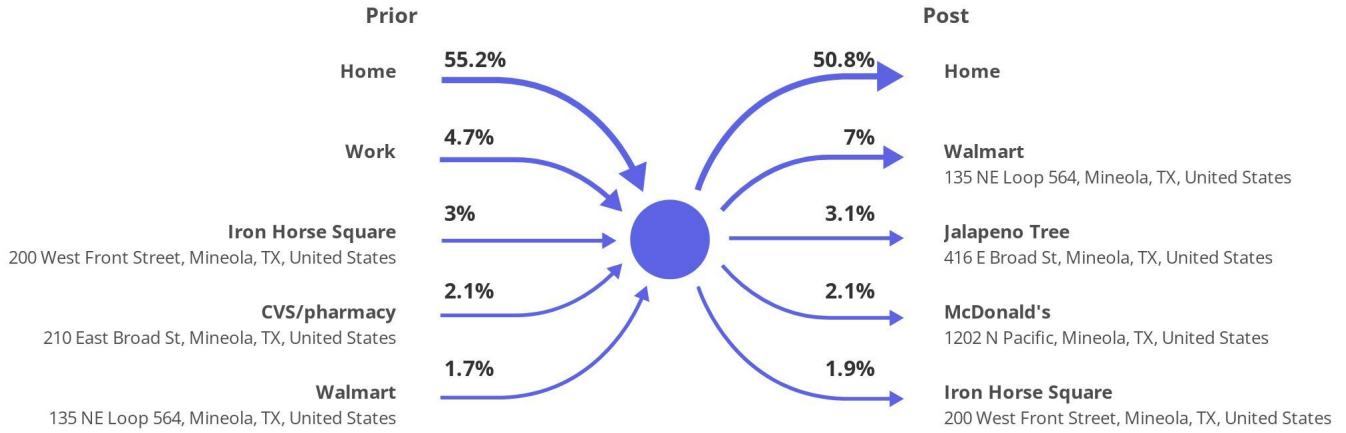 Prior
Home
55.2%
Work
4.7%
Iron Horse Square
3%
200 West Front Street, Mineola, TX, United States
CVS/pharmacy
2.1%
210 East Broad St, Mineola, TX, United States
Walmart
1.7%
135 NE Loop 564, Mineola, TX, United States
Post
50.8%
Home
7%
Walmart
135 NE Loop 564, Mineola, TX, United States
3.1%
Jalapeno Tree
416 E Broad St, Mineola, TX, United States
2.1%
McDonald's
1202 N Pacific, Mineola, TX, United States
1.9%
Iron Horse Square
200 West Front Street, Mineola, TX, United States